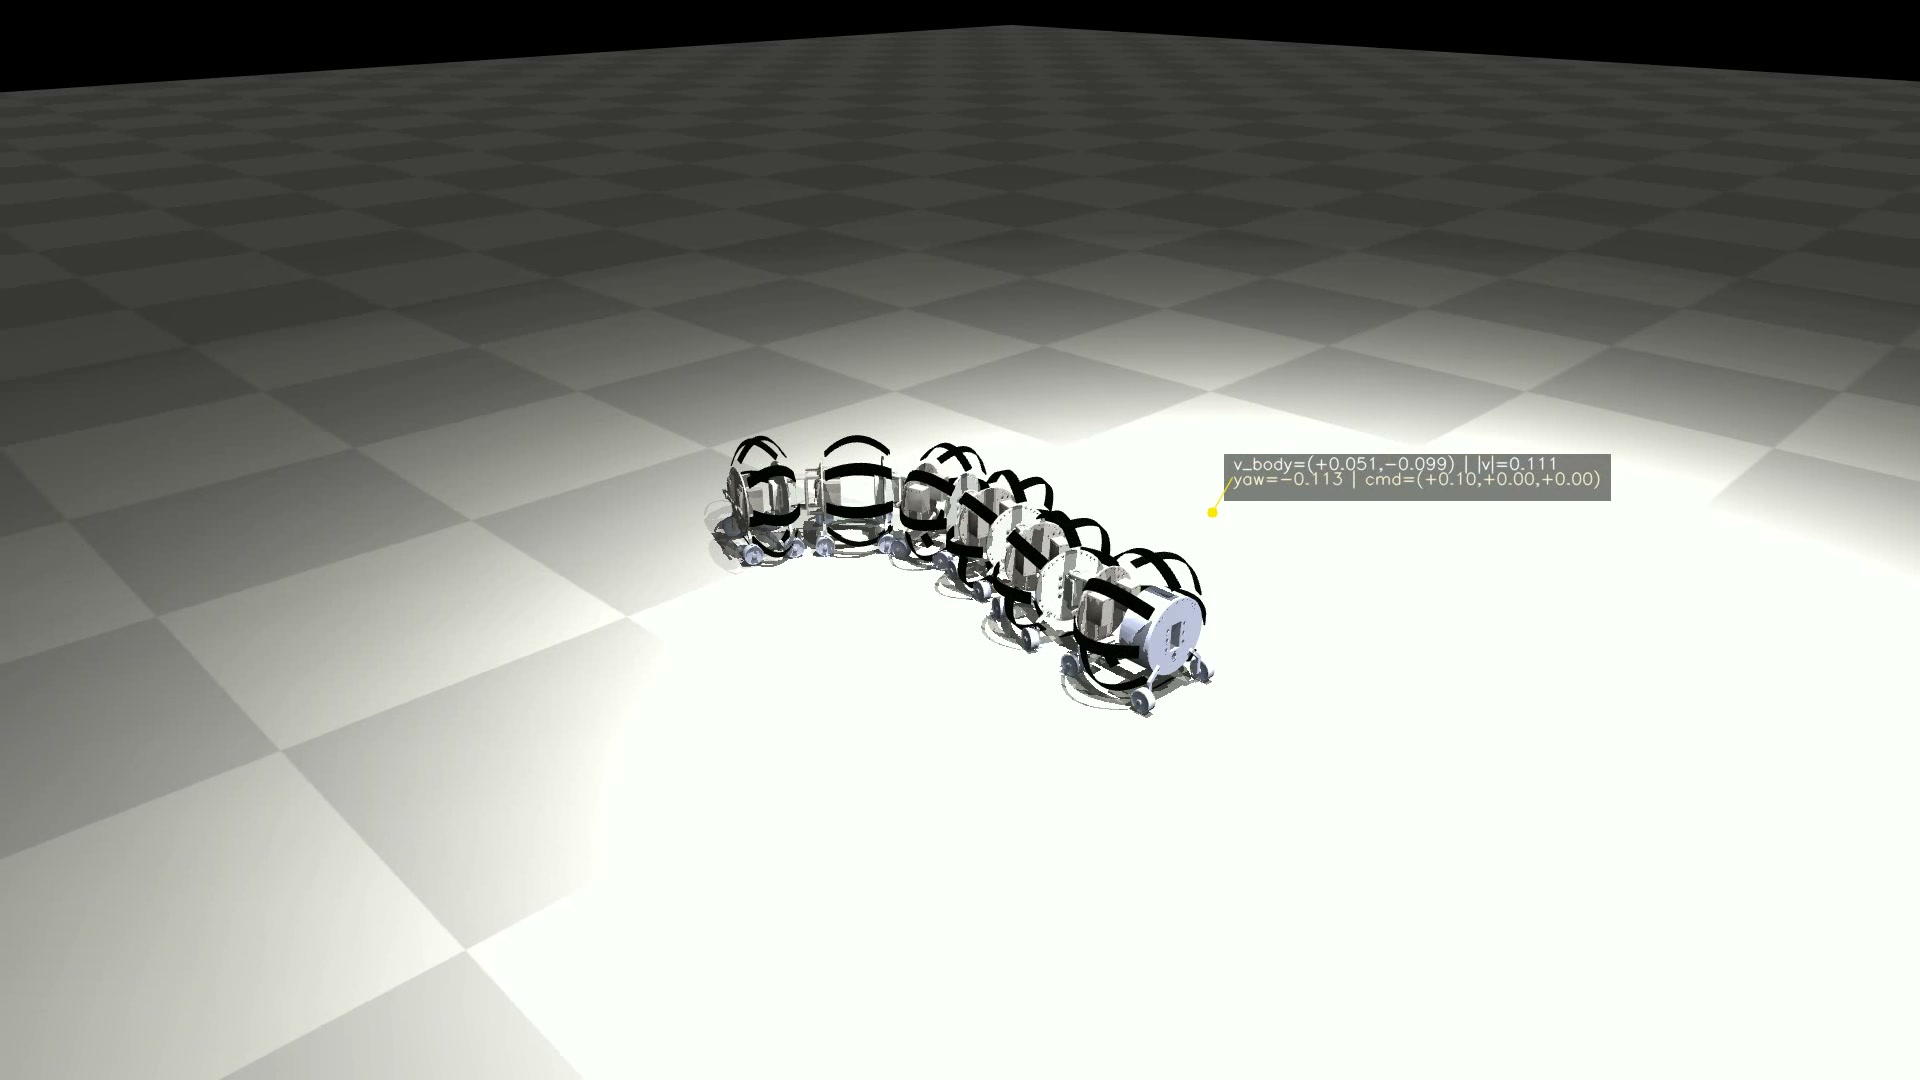 v_body=(+0.051,-0.099) | |v|=0.111
yaw=-0.113 | cmd=(+0.10,+0.00,+0.00)